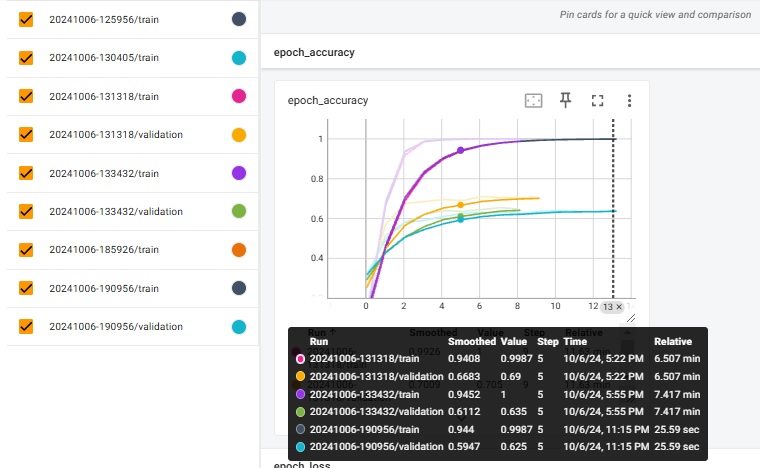 20241006-125956/train
20241006-130405/train
20241006-131318/train
20241006-131318/validation
20241006-133432/train
20241006-133432/validation
20241006-185926/train
20241006-190956/train
20241006-190956/validation
Pin cards for a quick view and comparison
epoch_accuracy
epoch_accuracy
1
0.8
0.6
0.4
0 2 4 6 8 10 12 13 ×
Run ↑ Smoothed Value Step Relative
Run Smoothed Value Step Time Relative
20241006-131318/train 0.9408 0.9987 5 10/6/24, 5:22 PM 6.507 min
20241006-131318/validation 0.6683 0.69 5 10/6/24, 5:22 PM 6.507 min
20241006-133432/train 0.9452 1 5 10/6/24, 5:55 PM 7.417 min
20241006-133432/validation 0.6112 0.635 5 10/6/24, 5:55 PM 7.417 min
20241006-190956/train 0.944 0.9987 5 10/6/24, 11:15 PM 25.59 sec
20241006-190956/validation 0.5947 0.625 5 10/6/24, 11:15 PM 25.59 sec
epoch_loss